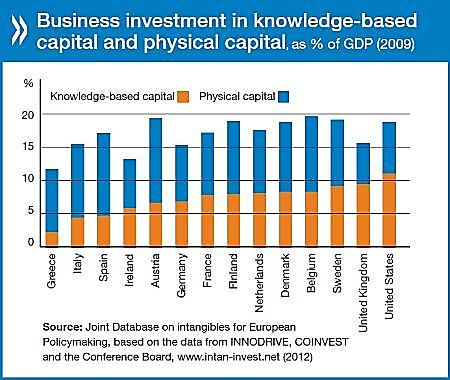 Business investment in knowledge-based
capital and physical capital, as % of GDP (2009)
%
Knowledge-based capital
Physical capital
20
15
10
5
0
Greece
Italy
Spain
Ireland
Austria
Germany
France
Finland
Netherlands
Denmark
Belgium
Sweden
United Kingdom
United States
Source: Joint Database on intangibles for European
Policymaking, based on the data from INNODRIVE, COINVEST
and the Conference Board, www.intan-invest.net (2012)